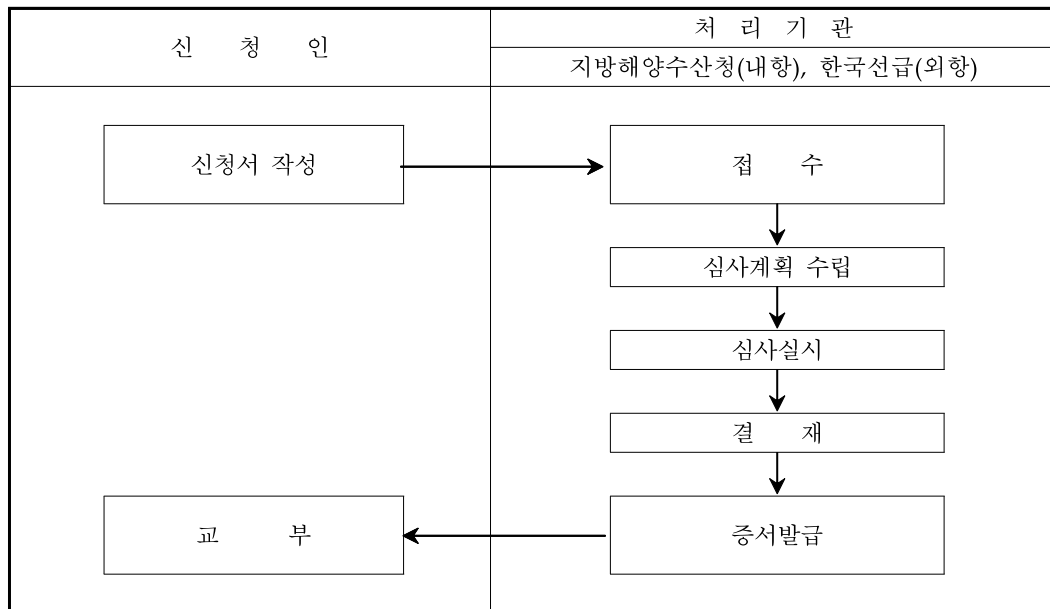 신 청 인
처 리 기 관
지방해양수산청(내항), 한국선급(외항)
신청서 작성
접 수
심사계획 수립
심사실시
결 재
증서발급
교 부